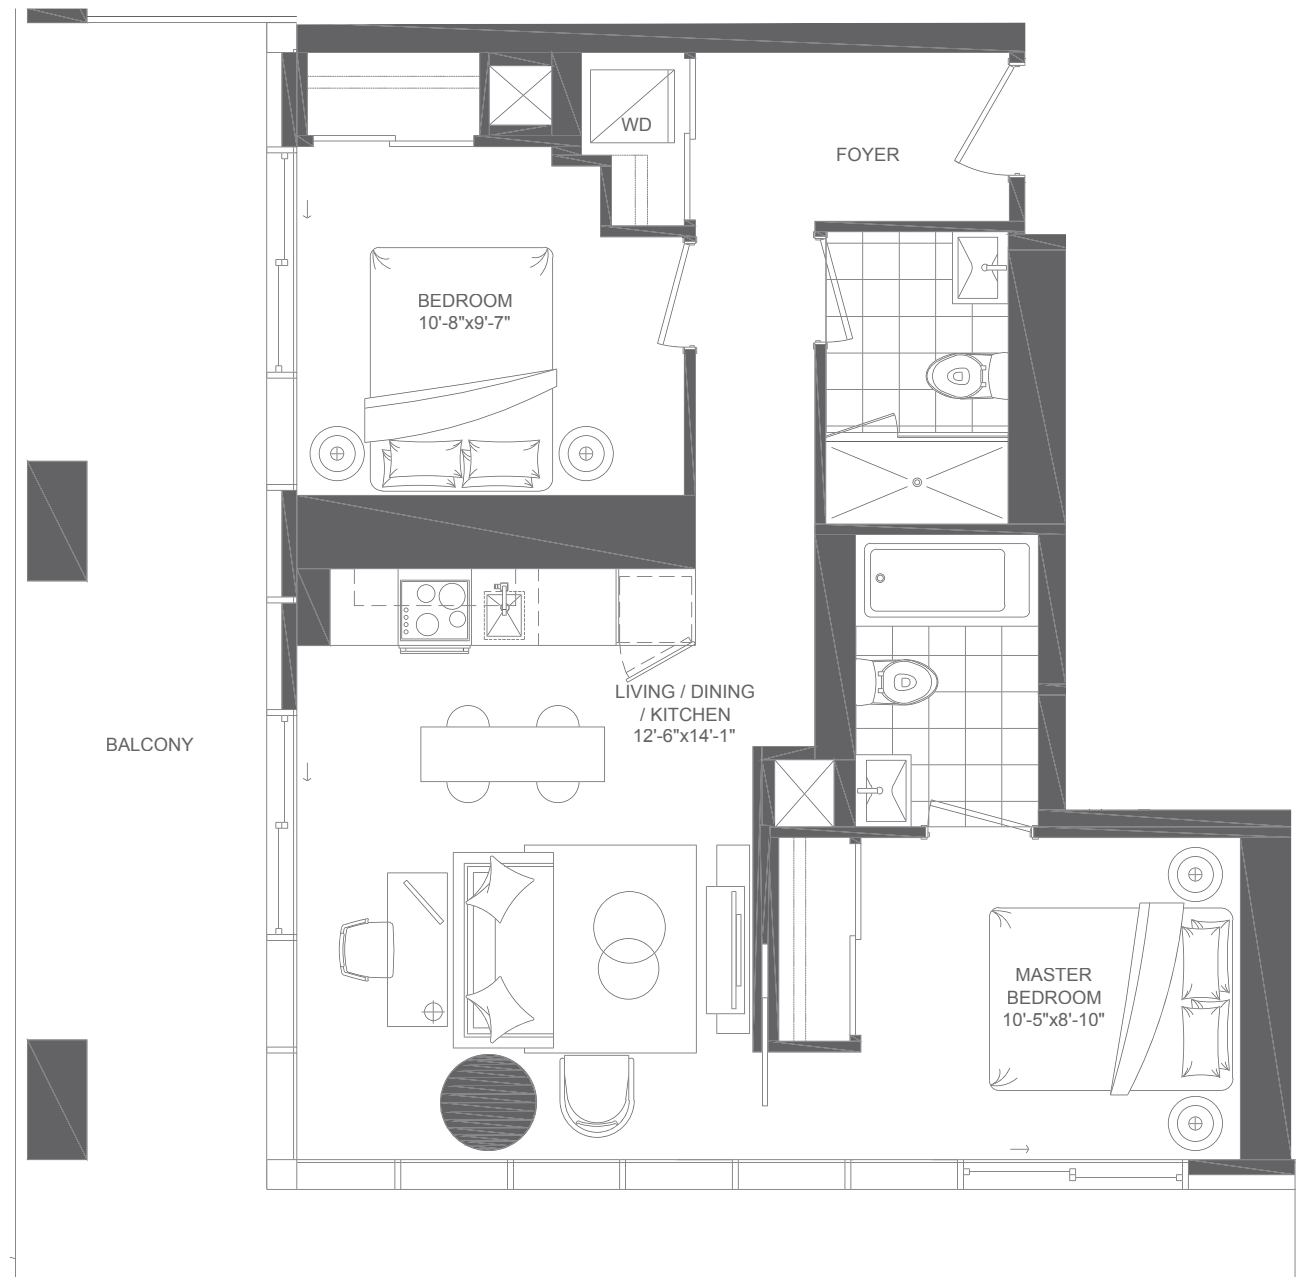 WD
FOYER
BEDROOM
10'-8"x9'-7"
LIVING / DINING
/ KITCHEN
12'-6"x14'-1"
BALCONY
MASTER
BEDROOM
10'-5"x8'-10"